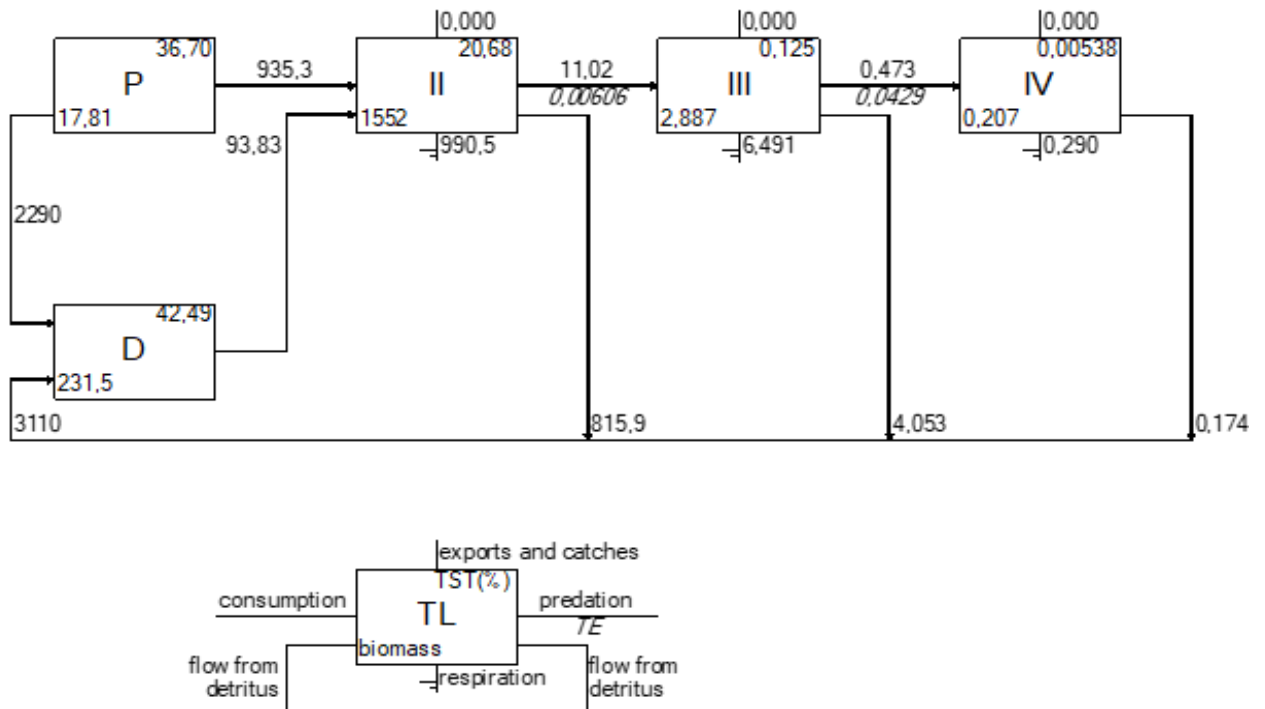 0,000
0,000
0,000
36,70
20,68
0,125
0,00538
P
935,3
II
11,02
III
0,473
IV
0,00606
0,0429
17,81
1552
2,887
0,207
93,83
990,5
6,491
0,290
2290
42,49
D
231,5
3110
815,9
4,053
0,174
exports and catches
TST(%)
consumption
TL
predation
TE
biomass
flow from
detritus
respiration
flow from
detritus